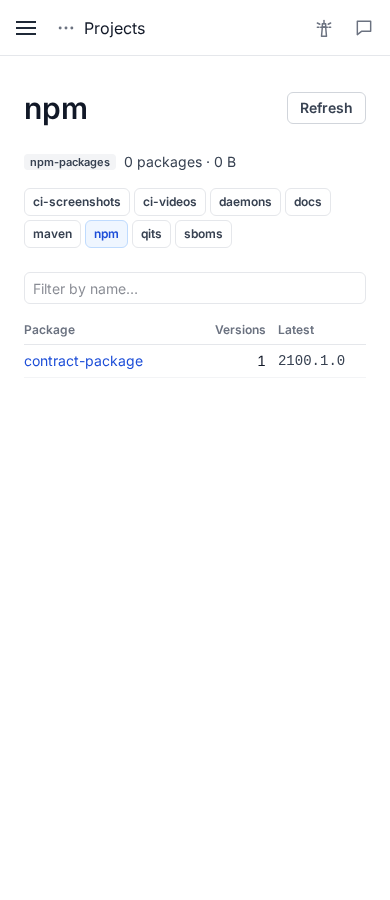 Projects
npm
Refresh
npm-packages 0 packages · 0 B
ci-screenshots ci-videos daemons docs
maven npm qits sboms
Filter by name...
Package Versions Latest
contract-package 1 2100.1.0